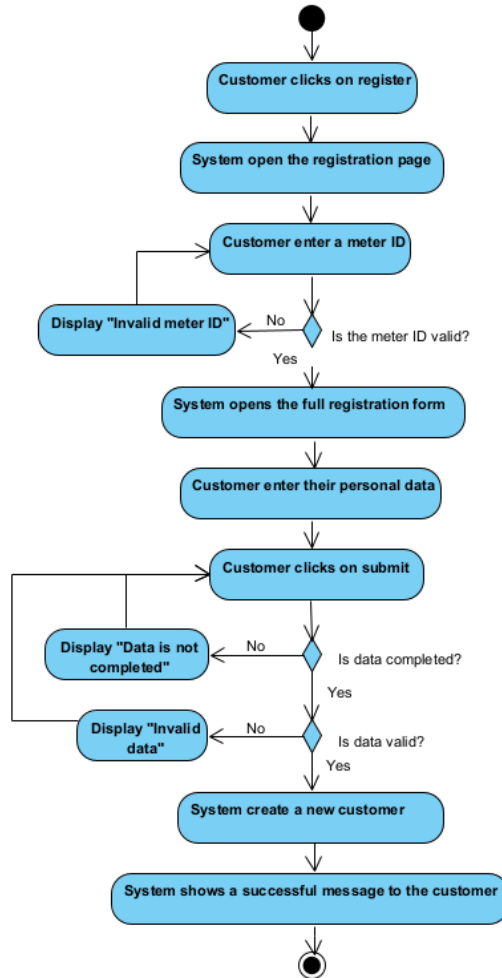 Customer clicks on register
System open the registration page
Customer enter a meter ID
Display "Invalid meter ID"
No
Is the meter ID valid?
Yes
System opens the full registration form
Customer enter their personal data
Customer clicks on submit
Display "Data is not
completed"
No
Is data completed?
Yes
Display "Invalid
data"
No
Is data valid?
Yes
System create a new customer
System shows a successful message to the customer